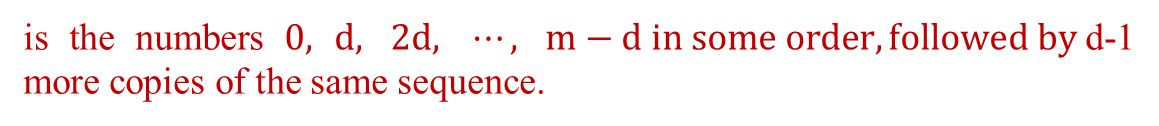 is the numbers 0, d, 2d, ⋯, m − d in some order, followed by d-1
more copies of the same sequence.